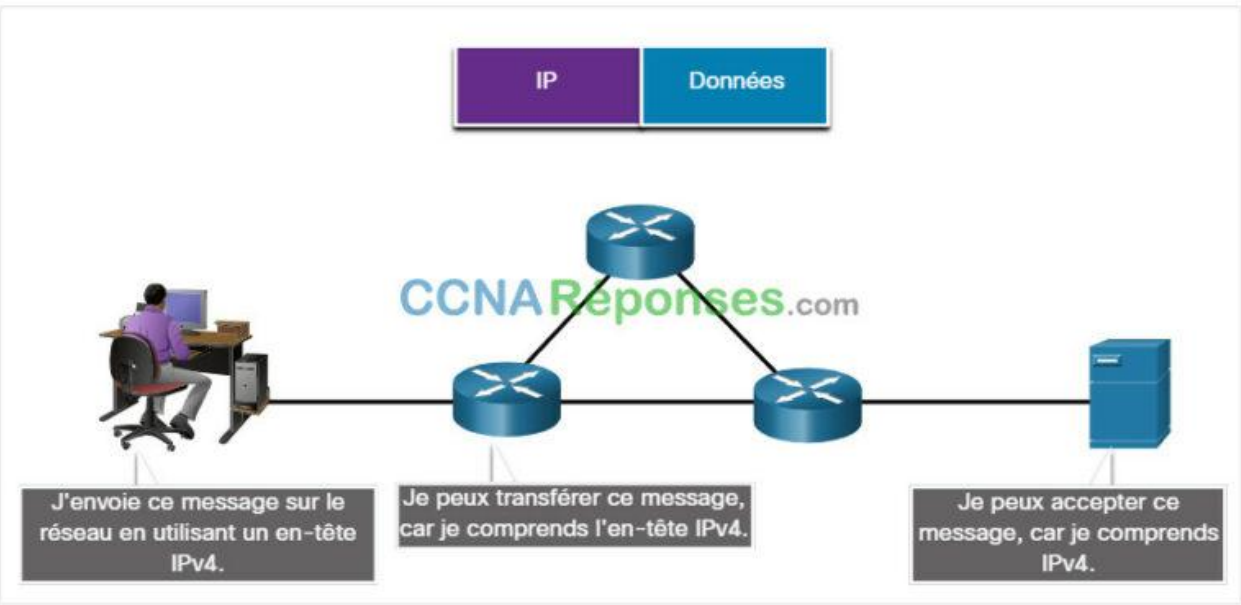 IP
Données
CCNARéponses.com
J'envoie ce message sur le
réseau en utilisant un en-tête
IPv4.
Je peux transférer ce message,
car je comprends l'en-tête IPv4.
Je peux accepter ce
message, car je comprends
IPv4.